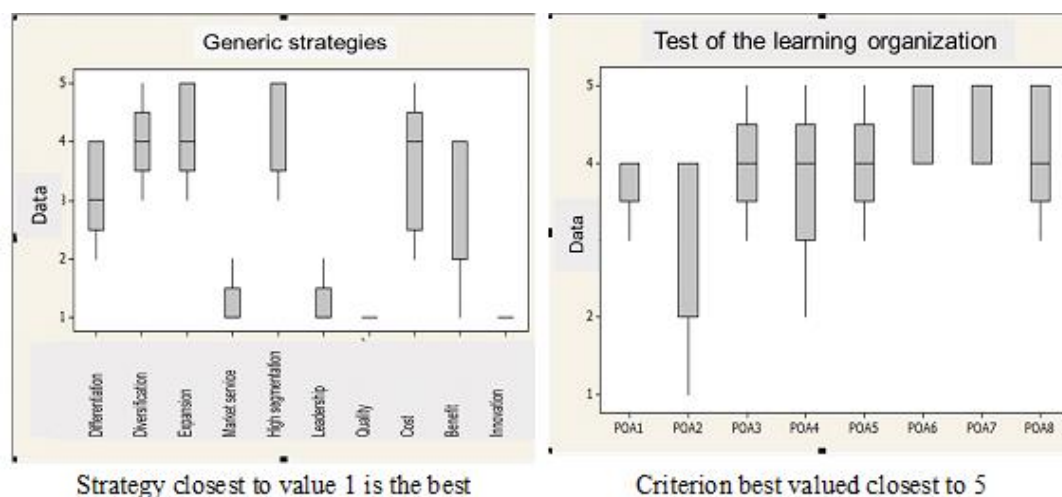 Generic strategies
Data
5
4
3
2
1
Differentiation
Diversification
Expansion
Market service
High segmentation
Leadership
Quality
Cost
Benefit
Innovation
Strategy closest to value 1 is the best
Test of the learning organization
Data
5
4
2
1
POA1 POA2 POA3 POA4 POA5 POA6 POA7 POA8
Criterion best valued closest to 5